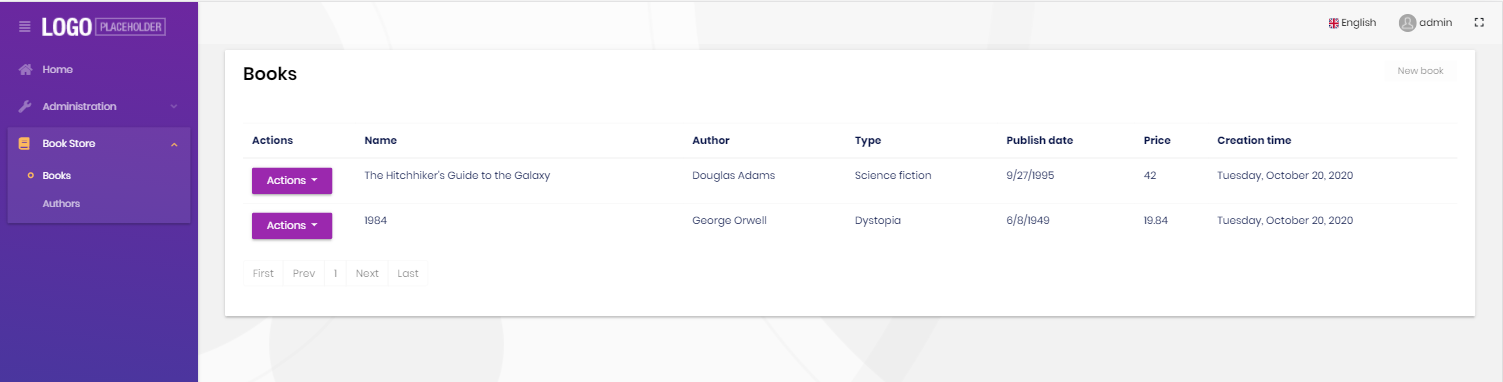 LOGO PLACEHOLDER
English admin
Home
Administration
Book Store
Books
Authors
Books New book
Actions Name Author Type Publish date Price Creation time
Actions The Hitchhiker's Guide to the Galaxy Douglas Adams Science fiction 9/27/1995 42 Tuesday, October 20, 2020
Actions 1984 George Orwell Dystopia 6/8/1949 19.84 Tuesday, October 20, 2020
First Prev 1 Next Last